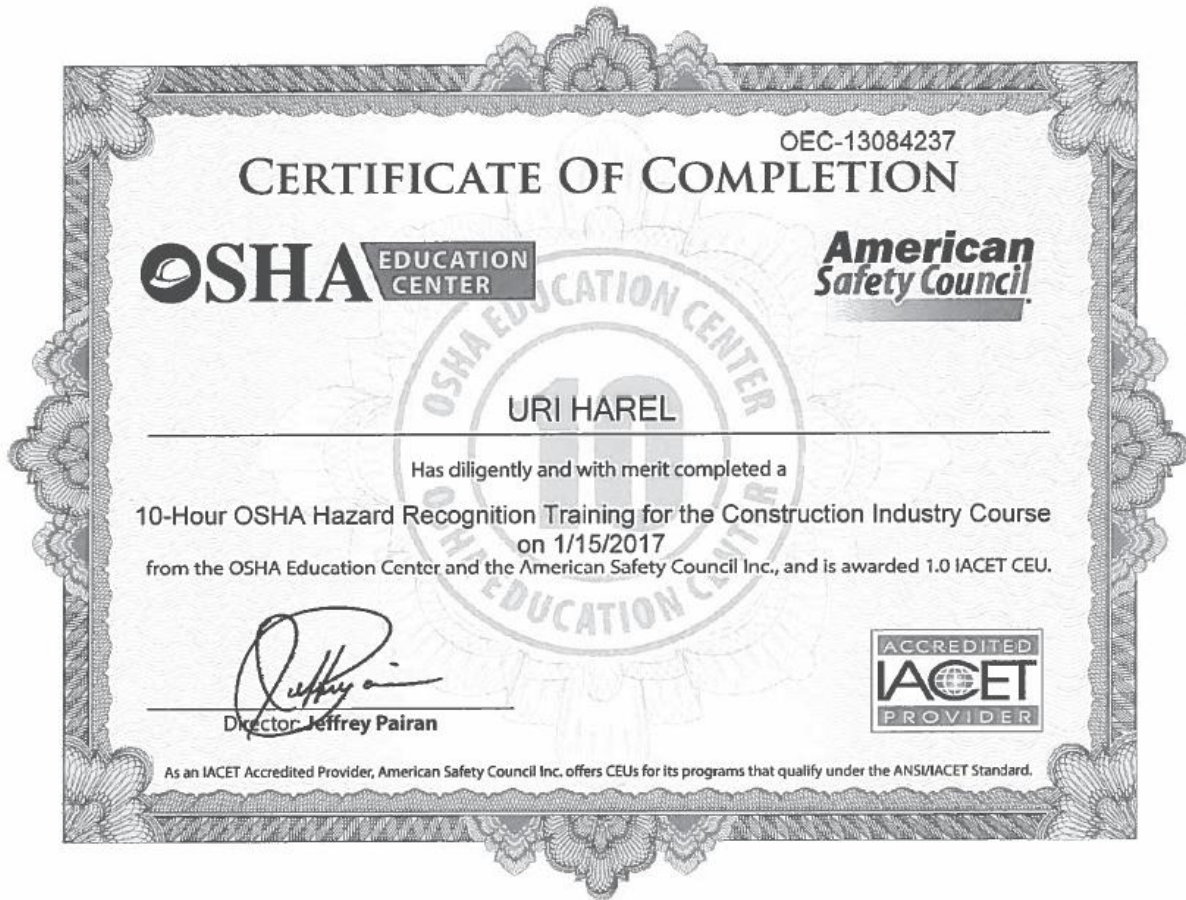 OEC-13084237
CERTIFICATE OF COMPLETION
OSHA EDUCATION CENTER
American Safety Council
OSHA EDUCATION CENTER
10
OSHA EDUCATION CENTER
URI HAREL
Has diligently and with merit completed a
10-Hour OSHA Hazard Recognition Training for the Construction Industry Course
on 1/15/2017
from the OSHA Education Center and the American Safety Council Inc., and is awarded 1.0 IACET CEU.
Director Jeffrey Pairan
ACCREDITED
IACET
PROVIDER
As an IACET Accredited Provider, American Safety Council Inc. offers CEUs for its programs that qualify under the ANSI/IACET Standard.